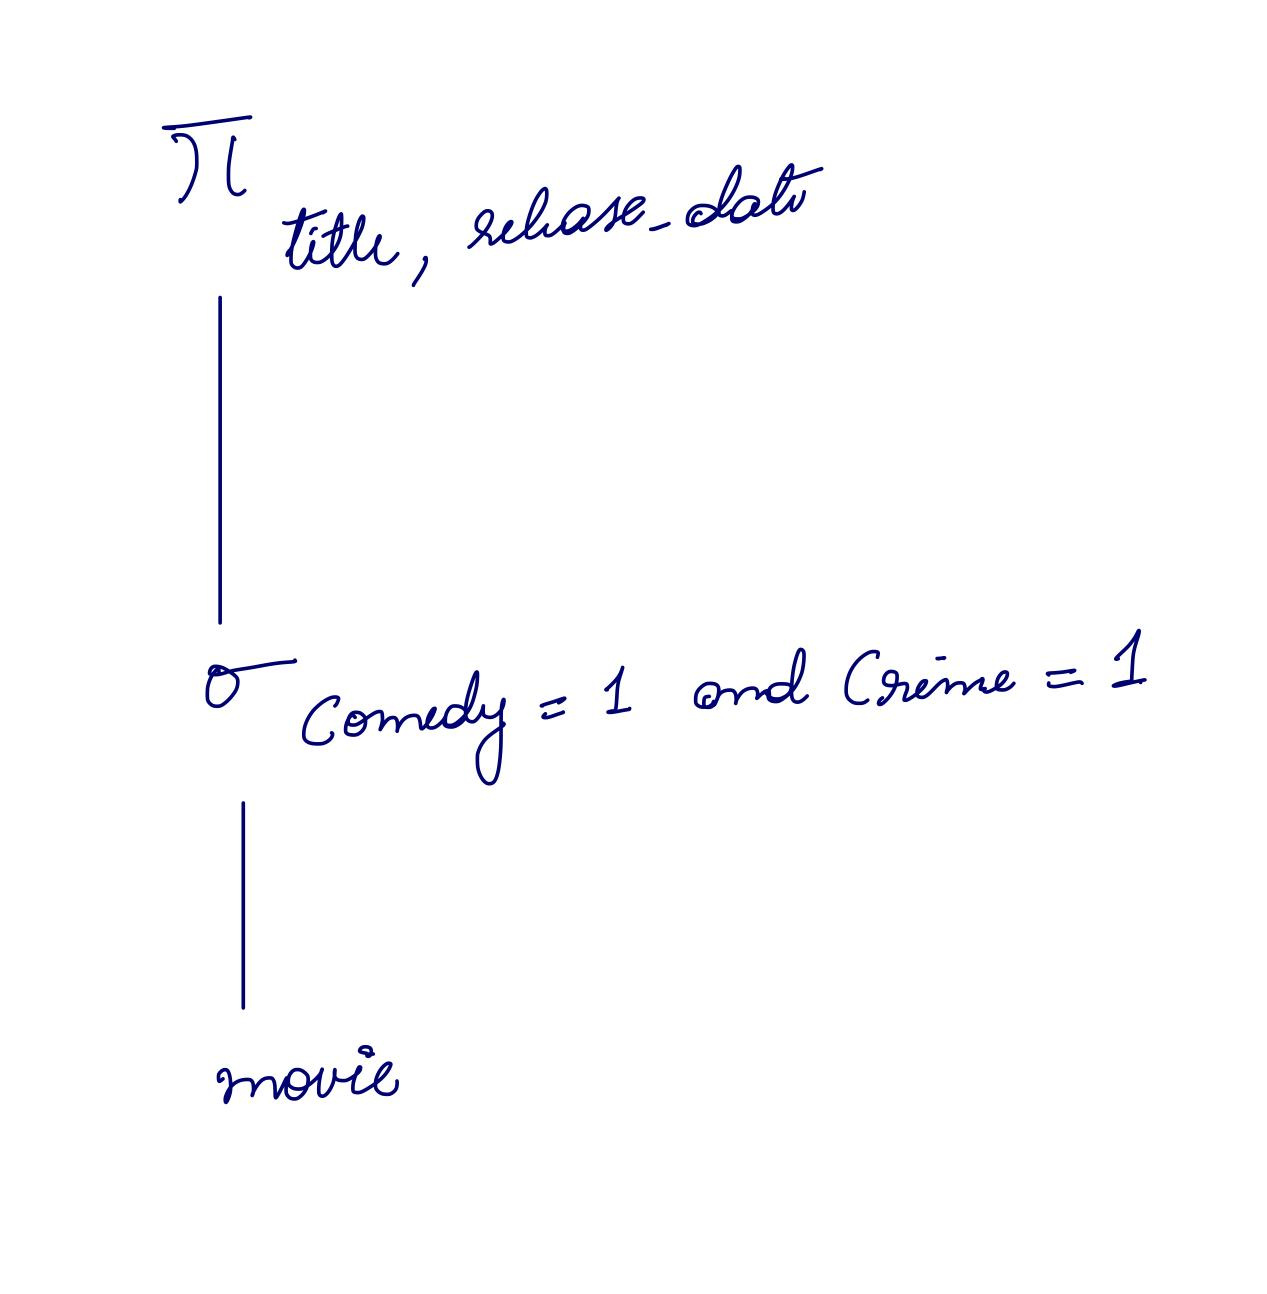 π title, release_date
σ Comedy = 1 and Crime = 1
movie